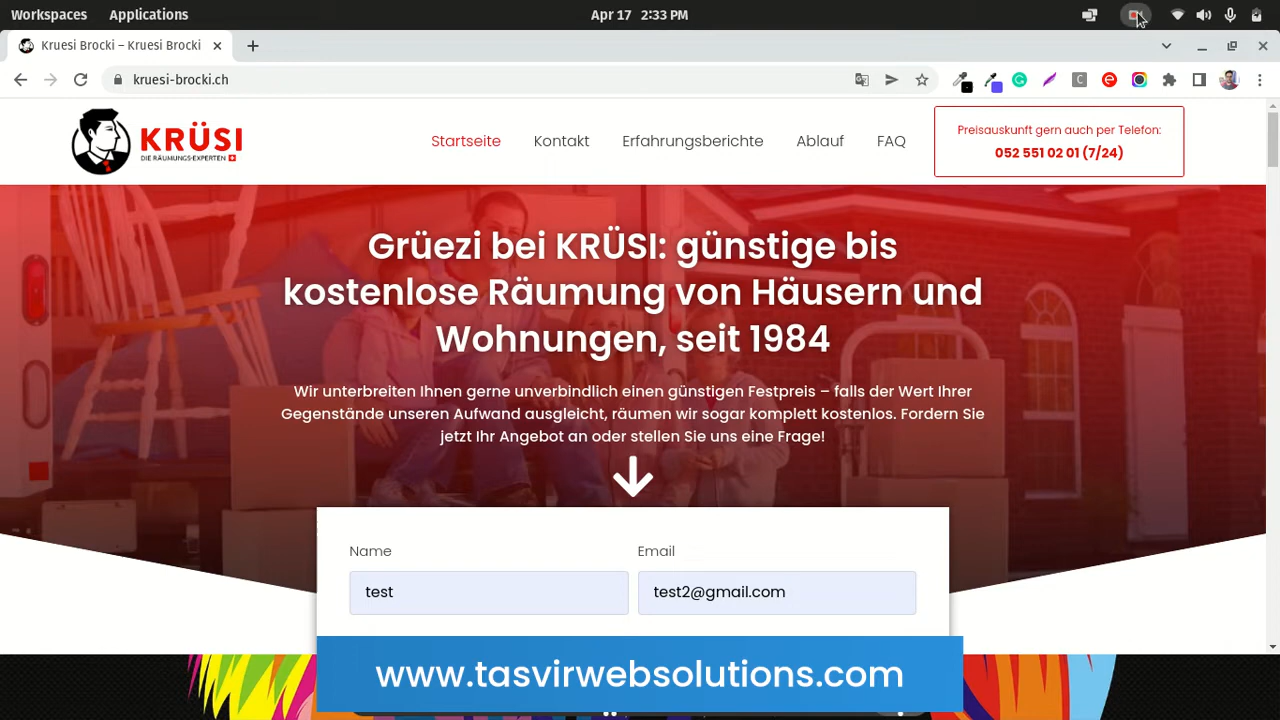 Workspaces Applications Apr 17 2:33 PM
Kruesi Brocki – Kruesi Brocki
kruesi-brocki.ch
KRÜSI
DIE RÄUMUNGS-EXPERTEN
Startseite Kontakt Erfahrungsberichte Ablauf FAQ
Preisauskunft gern auch per Telefon:
052 551 02 01 (7/24)
Grüezi bei KRÜSI: günstige bis
kostenlose Räumung von Häusern und
Wohnungen, seit 1984
Wir unterbreiten Ihnen gerne unverbindlich einen günstigen Festpreis – falls der Wert Ihrer
Gegenstände unseren Aufwand ausgleicht, räumen wir sogar komplett kostenlos. Fordern Sie
jetzt Ihr Angebot an oder stellen Sie uns eine Frage!
Name Email
test test2@gmail.com
www.tasvirwebsolutions.com